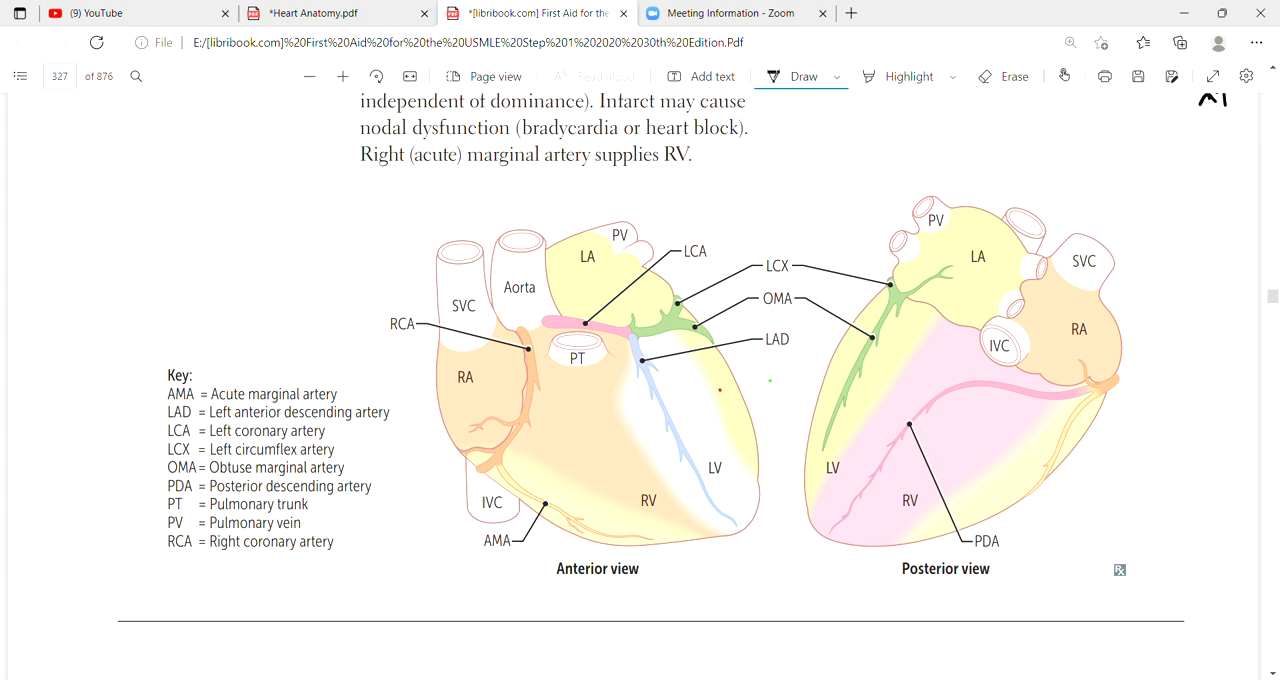 (9) YouTube
*Heart Anatomy.pdf
*[libribook.com] First Aid for the
Meeting Information - Zoom
File
E:/[libribook.com]%20First%20Aid%20for%20the%20USMLE%20Step%201%202020%2030th%20Edition.Pdf
327 of 876
Page view
Read aloud
Add text
Draw
Highlight
Erase
independent of dominance). Infarct may cause
nodal dysfunction (bradycardia or heart block).
Right (acute) marginal artery supplies RV.
PV
LA
LCA
Aorta
SVC
RCA
PT
RA
LCX
OMA
LAD
LV
RV
IVC
AMA
Anterior view
PV
LA
SVC
IVC
RA
LV
RV
PDA
Posterior view
Rx
Key:
AMA = Acute marginal artery
LAD = Left anterior descending artery
LCA = Left coronary artery
LCX = Left circumflex artery
OMA = Obtuse marginal artery
PDA = Posterior descending artery
PT = Pulmonary trunk
PV = Pulmonary vein
RCA = Right coronary artery